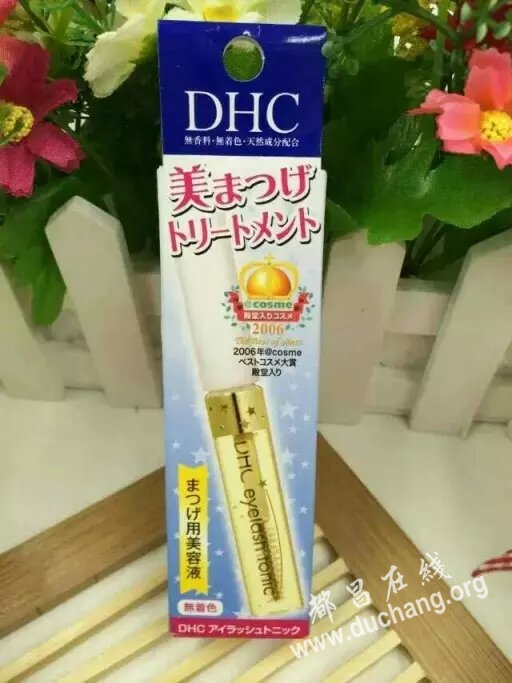 DHC
無香料・無着色・天然成分配合
美まつげ
トリートメント
@cosme
殿堂入りコスメ
2006
2006年@cosme
ベストコスメ大賞
殿堂入り
DHC eyelashtonic
まつげ用美容液
無着色
DHC アイラッシュトニック
都昌在线
www.duchang.org